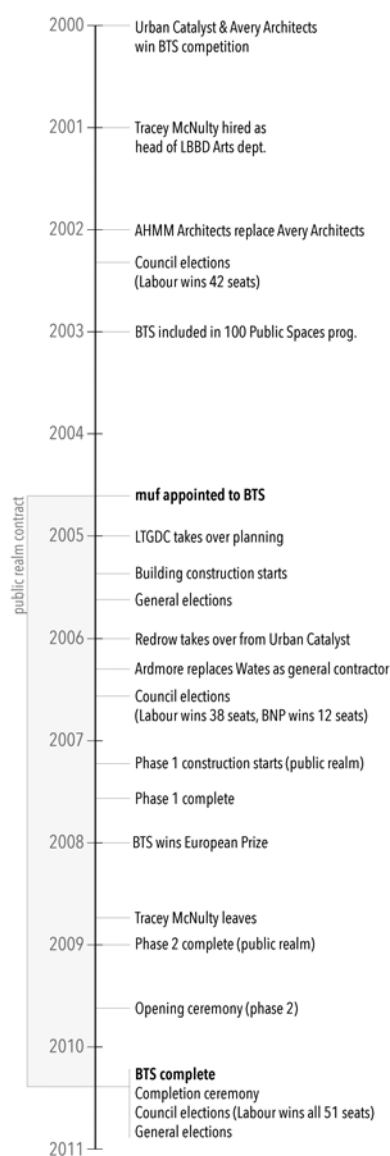 2000
Urban Catalyst & Avery Architects
win BTS competition
2001
Tracey McNulty hired as
head of LBBD Arts dept.
2002
AHMM Architects replace Avery Architects
Council elections
(Labour wins 42 seats)
2003
BTS included in 100 Public Spaces prog.
2004
public realm contract
muf appointed to BTS
2005
LTGDC takes over planning
Building construction starts
General elections
2006
Redrow takes over from Urban Catalyst
Ardmore replaces Wates as general contractor
Council elections
(Labour wins 38 seats, BNP wins 12 seats)
2007
Phase 1 construction starts (public realm)
Phase 1 complete
2008
BTS wins European Prize
Tracey McNulty leaves
2009
Phase 2 complete (public realm)
Opening ceremony (phase 2)
2010
BTS complete
Completion ceremony
Council elections (Labour wins all 51 seats)
General elections
2011